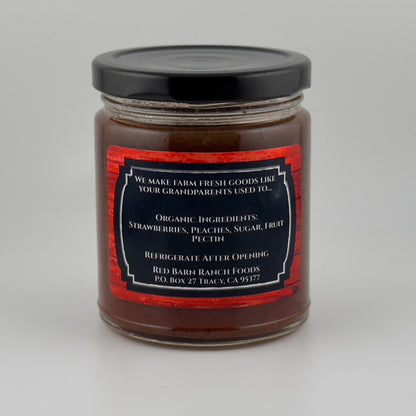 We make farm fresh goods like
your grandparents used to...
Organic Ingredients:
Strawberries, Peaches, Sugar, Fruit
Pectin
Refrigerate After Opening
Red Barn Ranch Foods
P.O. Box 27 Tracy, CA 95377